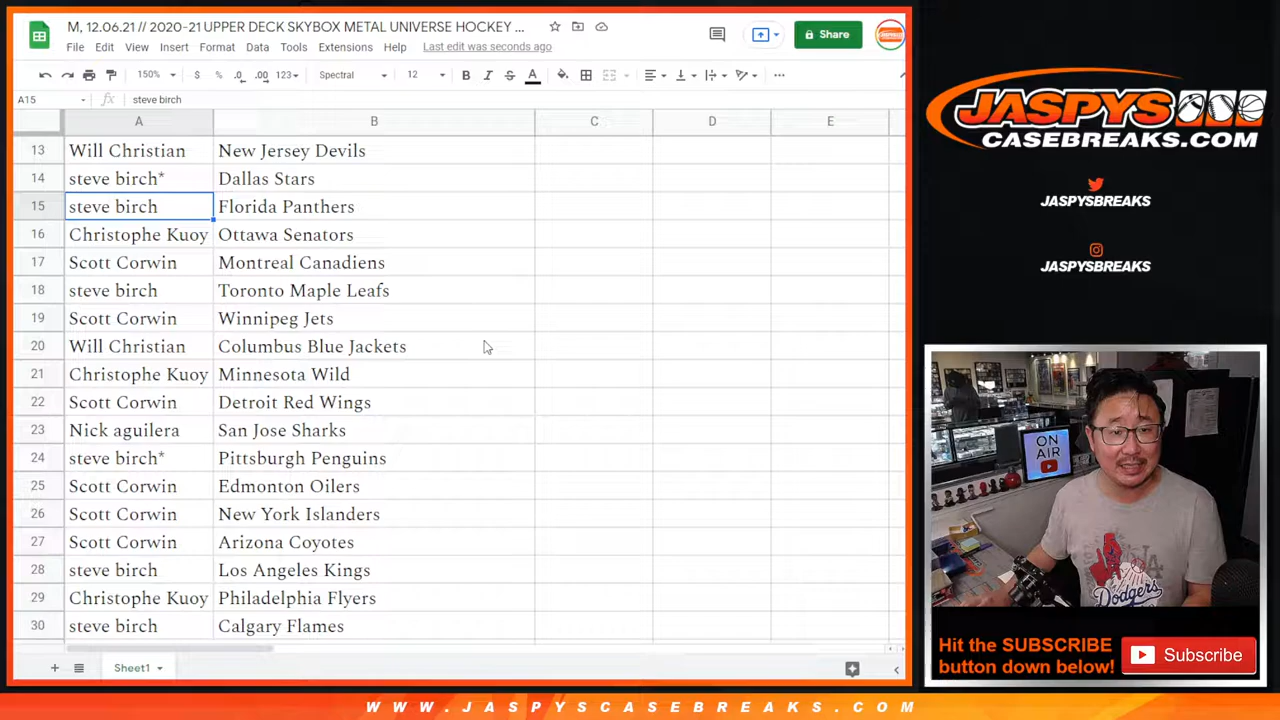 M, 12.06.21 // 2020-21 UPPER DECK SKYBOX METAL UNIVERSE HOCKEY ...
File Edit View Insert Format Data Tools Extensions Help Last edit was seconds ago
Share
150% $ % .0 .00 123 Spectral 12 B I S A
A15 fx steve birch
A B C D E
13 Will Christian New Jersey Devils
14 steve birch* Dallas Stars
15 steve birch Florida Panthers
16 Christophe Kuoy Ottawa Senators
17 Scott Corwin Montreal Canadiens
18 steve birch Toronto Maple Leafs
19 Scott Corwin Winnipeg Jets
20 Will Christian Columbus Blue Jackets
21 Christophe Kuoy Minnesota Wild
22 Scott Corwin Detroit Red Wings
23 Nick aguilera San Jose Sharks
24 steve birch* Pittsburgh Penguins
25 Scott Corwin Edmonton Oilers
26 Scott Corwin New York Islanders
27 Scott Corwin Arizona Coyotes
28 steve birch Los Angeles Kings
29 Christophe Kuoy Philadelphia Flyers
30 steve birch Calgary Flames
Sheet1
JASPYS
CASEBREAKS.COM
JASPYSBREAKS
JASPYSBREAKS
ON
AIR
LA
Dodgers
Hit the SUBSCRIBE
button down below!
Subscribe
WWW.JASPYSCASEBREAKS.COM